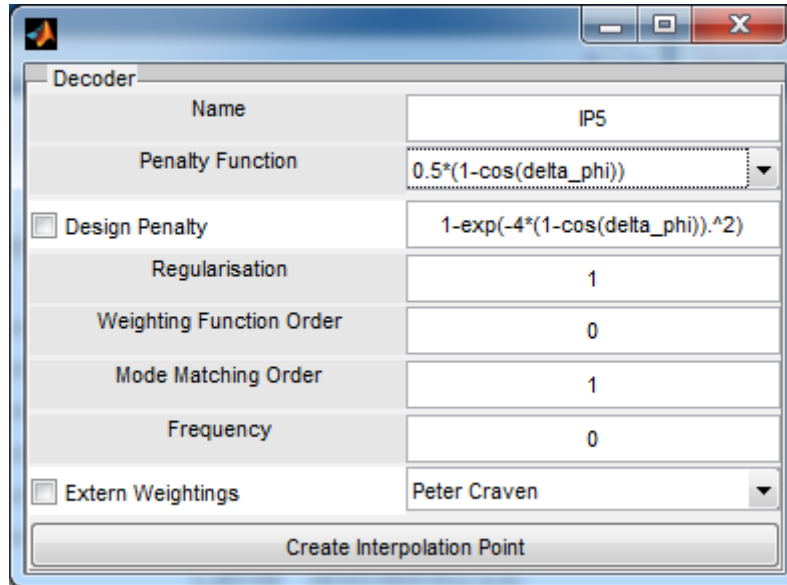 Decoder
Name IP5
Penalty Function 0.5*(1-cos(delta_phi))
Design Penalty 1-exp(-4*(1-cos(delta_phi)).^2)
Regularisation 1
Weighting Function Order 0
Mode Matching Order 1
Frequency 0
Extern Weightings Peter Craven
Create Interpolation Point